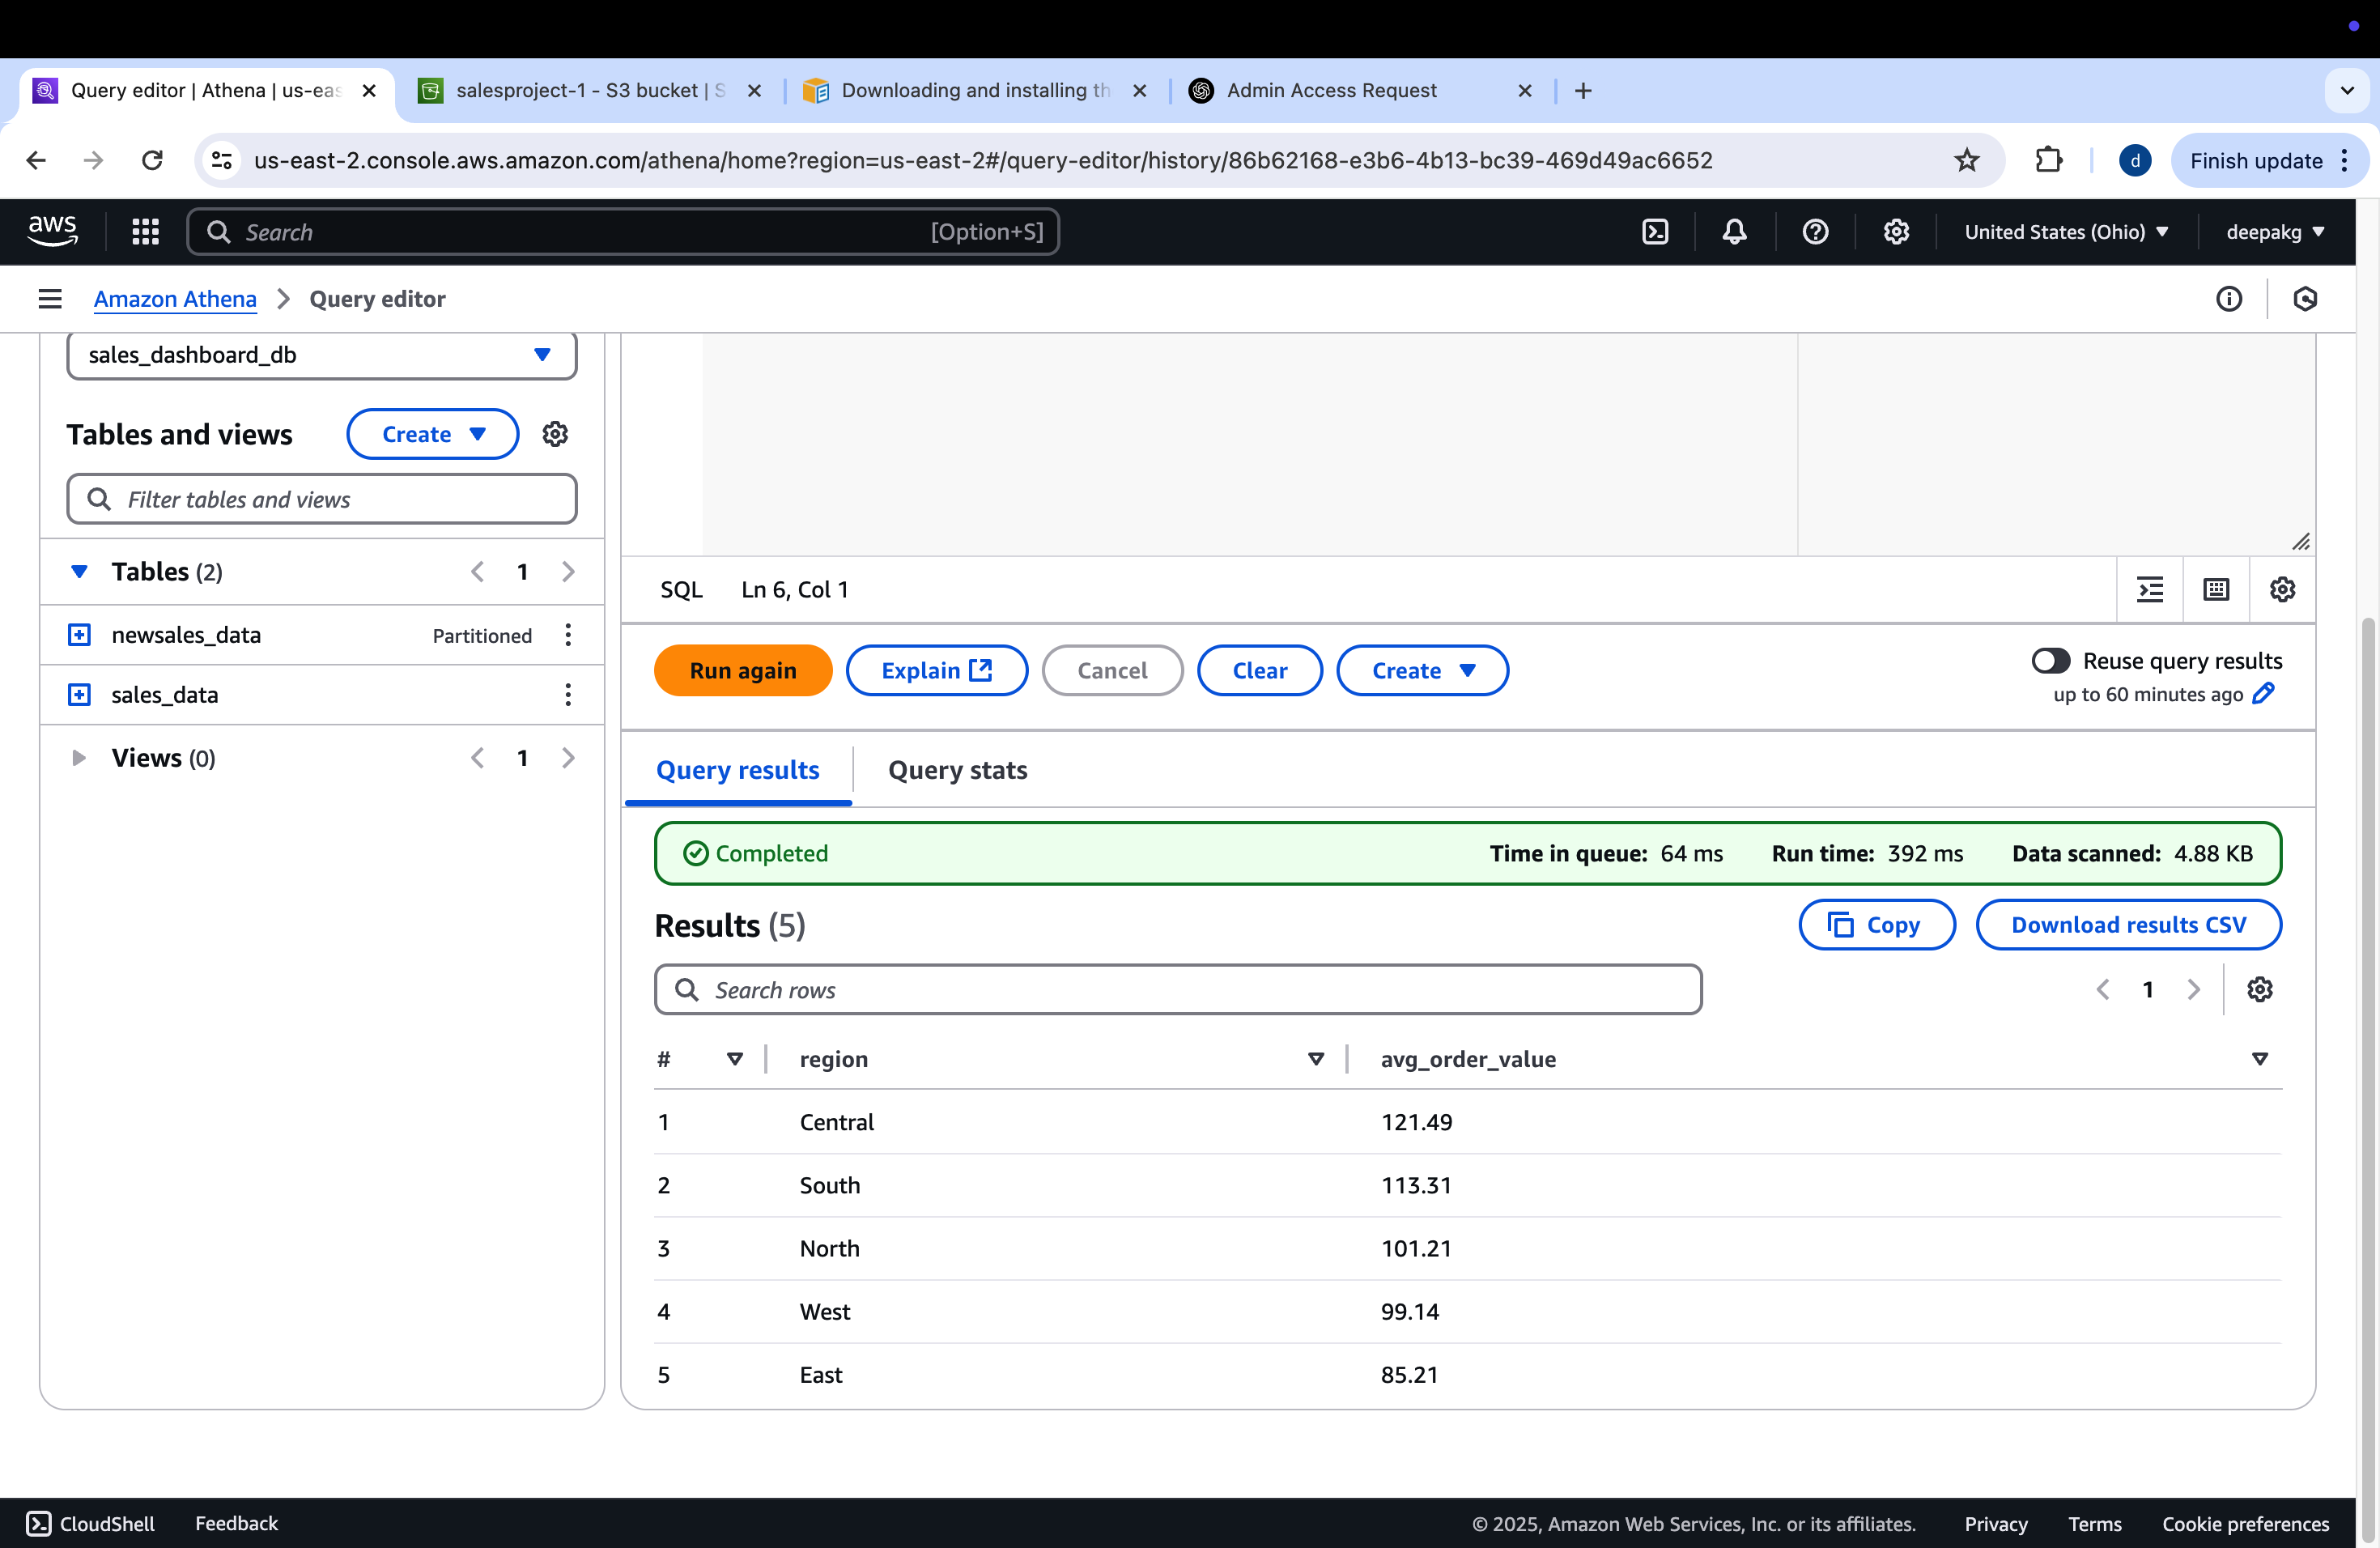 Query editor | Athena | us-eas
salesproject-1 - S3 bucket | S
Downloading and installing th
Admin Access Request
us-east-2.console.aws.amazon.com/athena/home?region=us-east-2#/query-editor/history/86b62168-e3b6-4b13-bc39-469d49ac6652
d
Finish update
aws
Search
[Option+S]
United States (Ohio)
deepakg
Amazon Athena
Query editor
sales_dashboard_db
Tables and views
Create
Filter tables and views
Tables (2)
1
newsales_data
Partitioned
sales_data
Views (0)
1
SQL
Ln 6, Col 1
Run again
Explain
Cancel
Clear
Create
Reuse query results
up to 60 minutes ago
Query results
Query stats
Completed
Time in queue: 64 ms
Run time: 392 ms
Data scanned: 4.88 KB
Results (5)
Copy
Download results CSV
Search rows
1
# region avg_order_value
1 Central 121.49
2 South 113.31
3 North 101.21
4 West 99.14
5 East 85.21
CloudShell
Feedback
© 2025, Amazon Web Services, Inc. or its affiliates.
Privacy
Terms
Cookie preferences